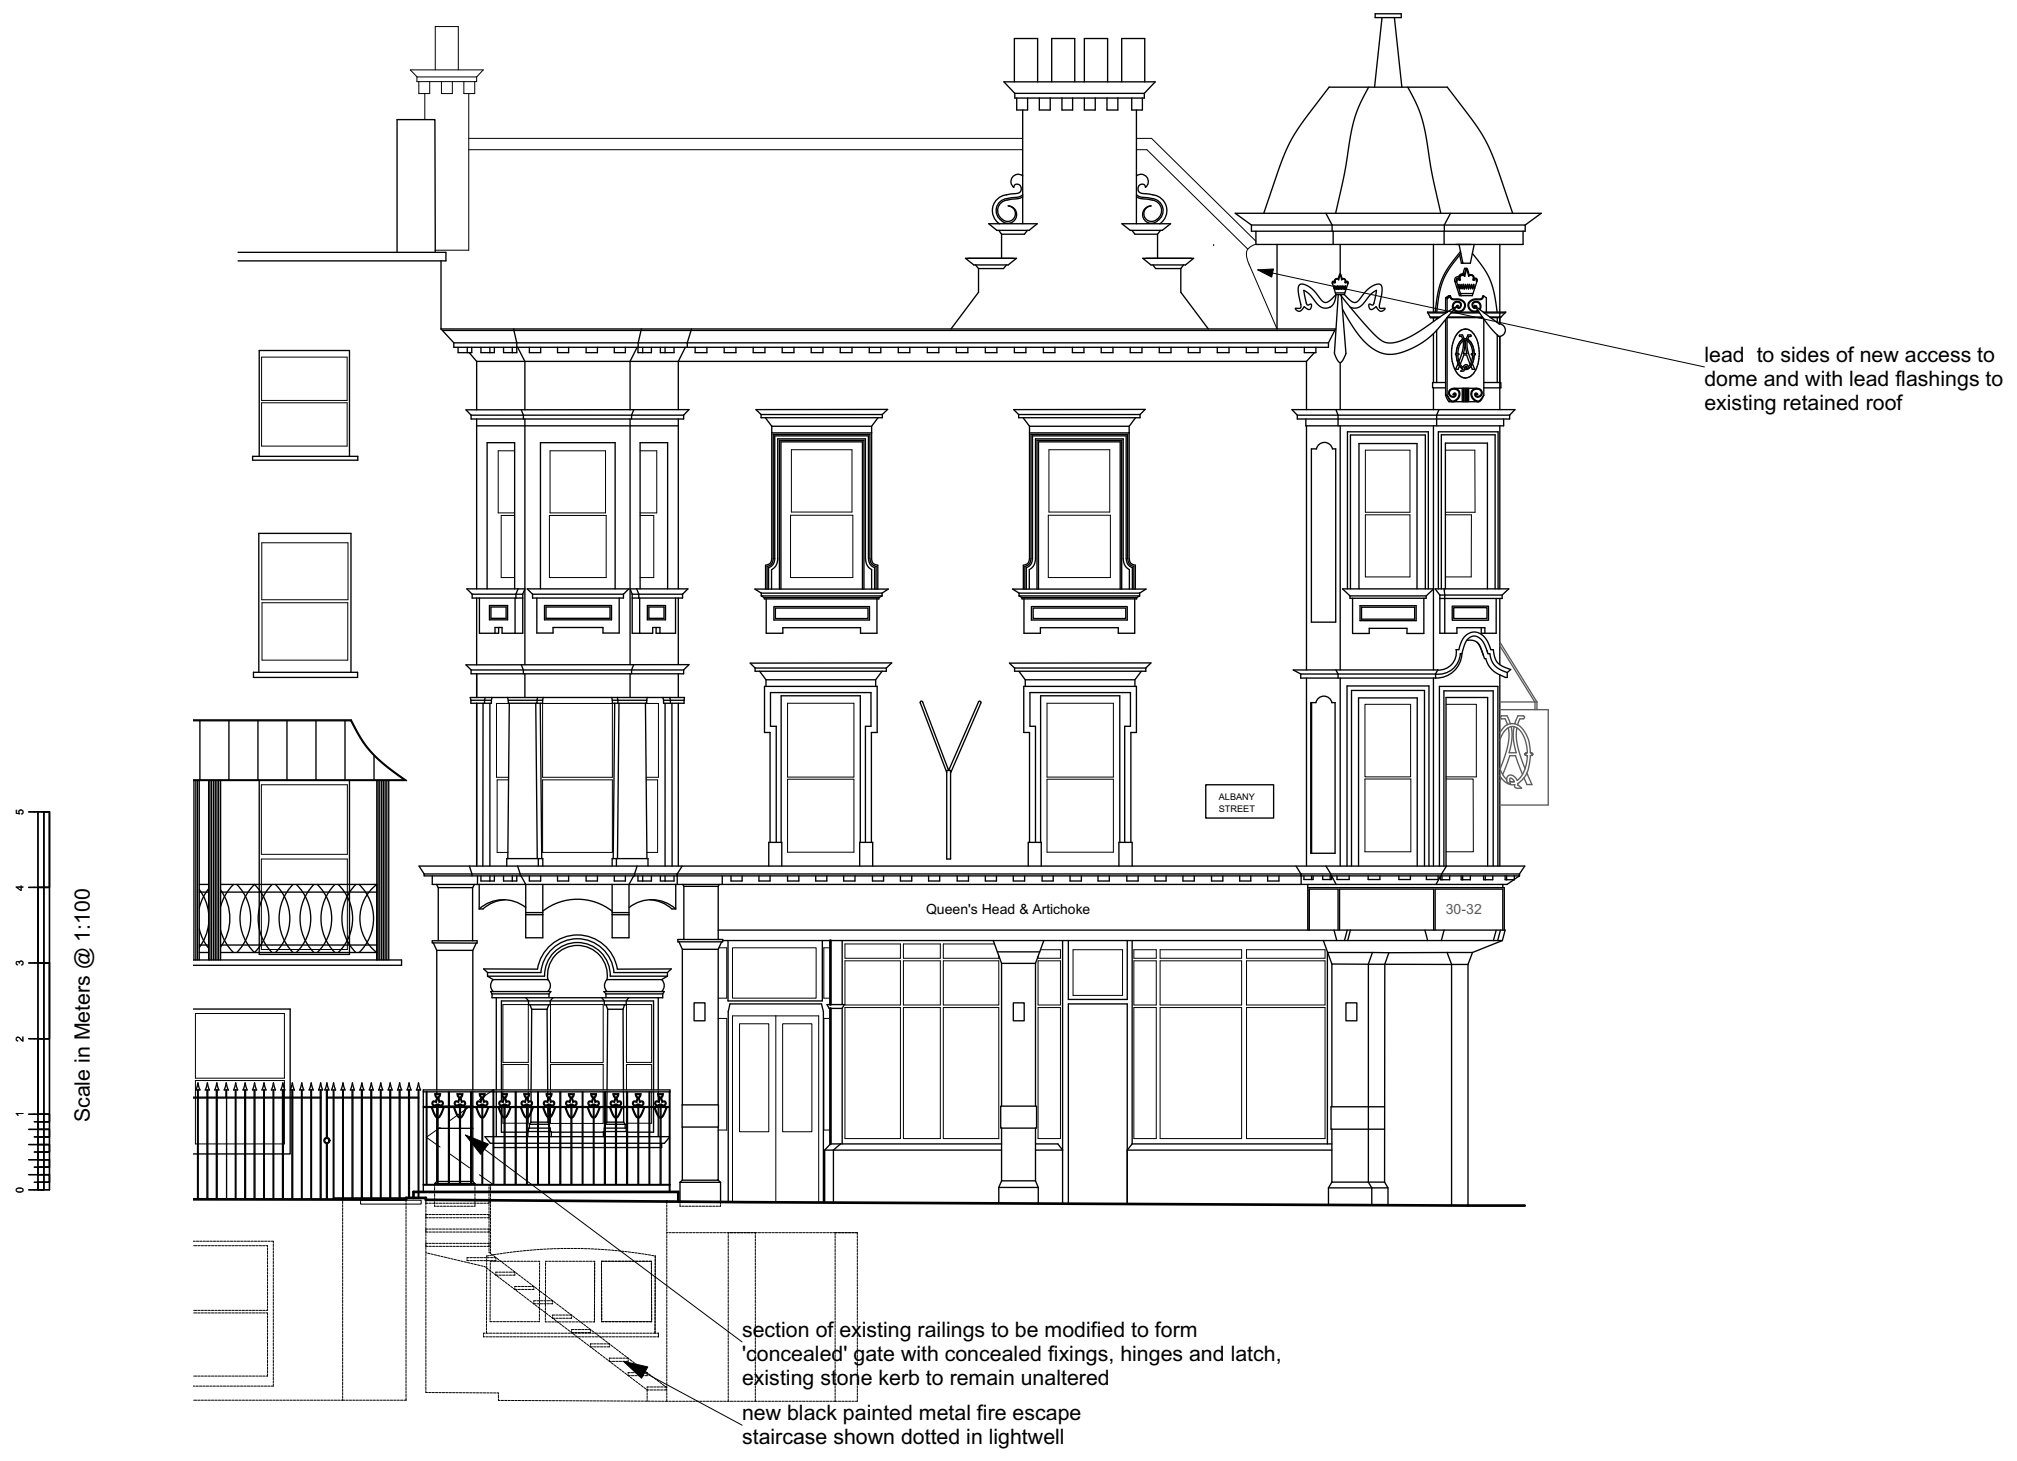 lead to sides of new access to
dome and with lead flashings to
existing retained roof
ALBANY
STREET
Queen's Head & Artichoke
30-32
5
4
3
2
1
0
Scale in Meters @ 1:100
section of existing railings to be modified to form
'concealed' gate with concealed fixings, hinges and latch,
existing stone kerb to remain unaltered
new black painted metal fire escape
staircase shown dotted in lightwell